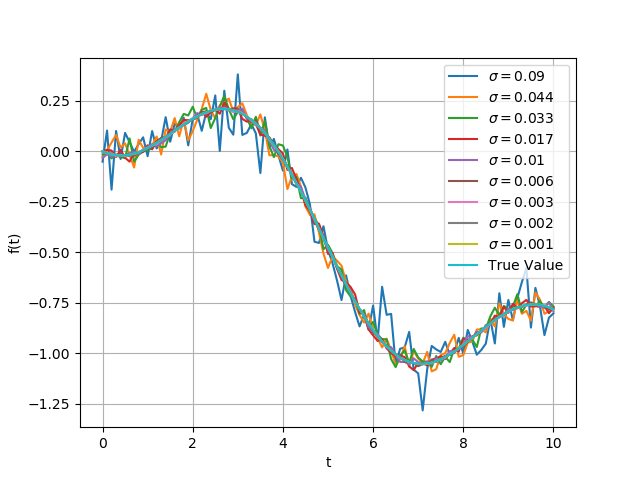 σ = 0.09
σ = 0.044
σ = 0.033
σ = 0.017
σ = 0.01
σ = 0.006
σ = 0.003
σ = 0.002
σ = 0.001
True Value
0.25
0.00
−0.25
−0.50
−0.75
−1.00
−1.25
f(t)
0 2 4 6 8 10
t